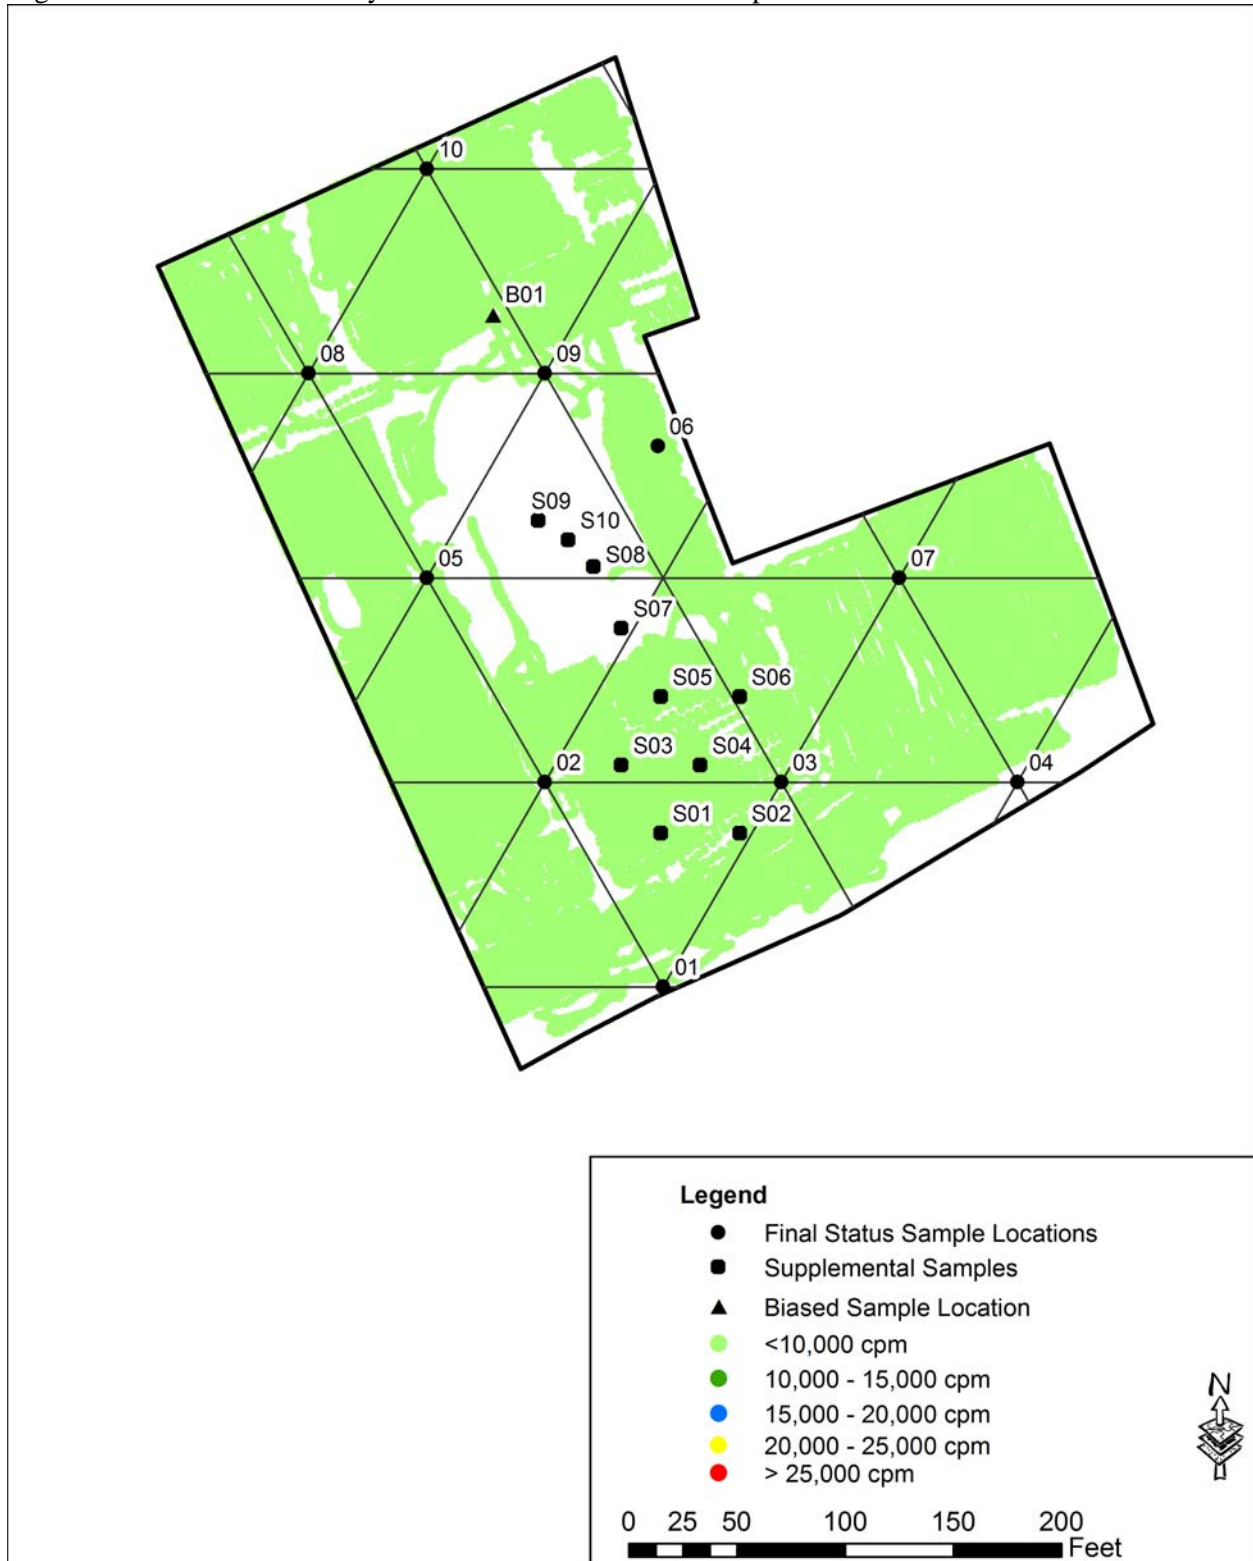 10
B01
08
09
06
S09
S10
S08
05
07
S07
S05
S06
S03
S04
02
03
04
S01
S02
01
Legend
Final Status Sample Locations
Supplemental Samples
Biased Sample Location
<10,000 cpm
10,000 - 15,000 cpm
15,000 - 20,000 cpm
20,000 - 25,000 cpm
> 25,000 cpm
N
0 25 50 100 150 200
Feet